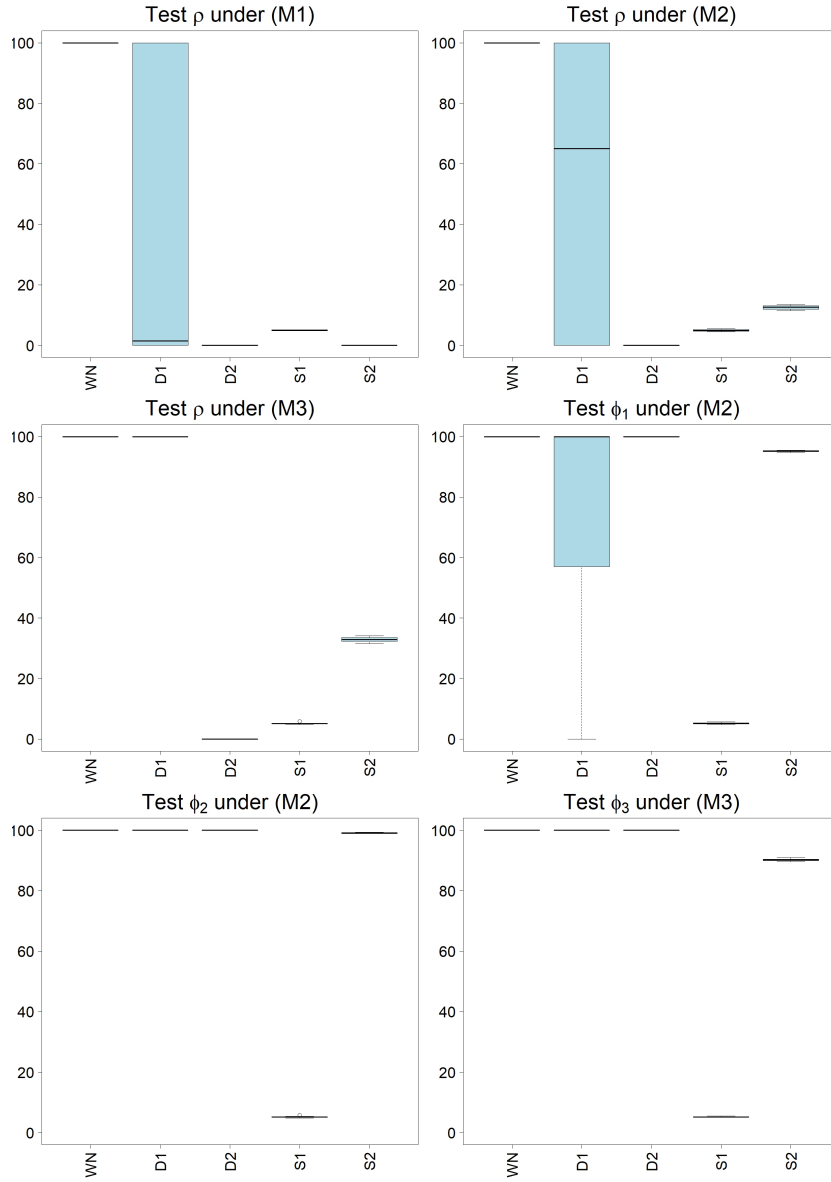 Test ρ under (M1)
100
80
60
40
20
0
WN
D1
D2
S1
S2
Test ρ under (M2)
100
80
60
40
20
0
WN
D1
D2
S1
S2
Test ρ under (M3)
100
80
60
40
20
0
WN
D1
D2
S1
S2
Test ϕ₁ under (M2)
100
80
60
40
20
0
WN
D1
D2
S1
S2
Test ϕ₂ under (M2)
100
80
60
40
20
0
WN
D1
D2
S1
S2
Test ϕ₃ under (M3)
100
80
60
40
20
0
WN
D1
D2
S1
S2